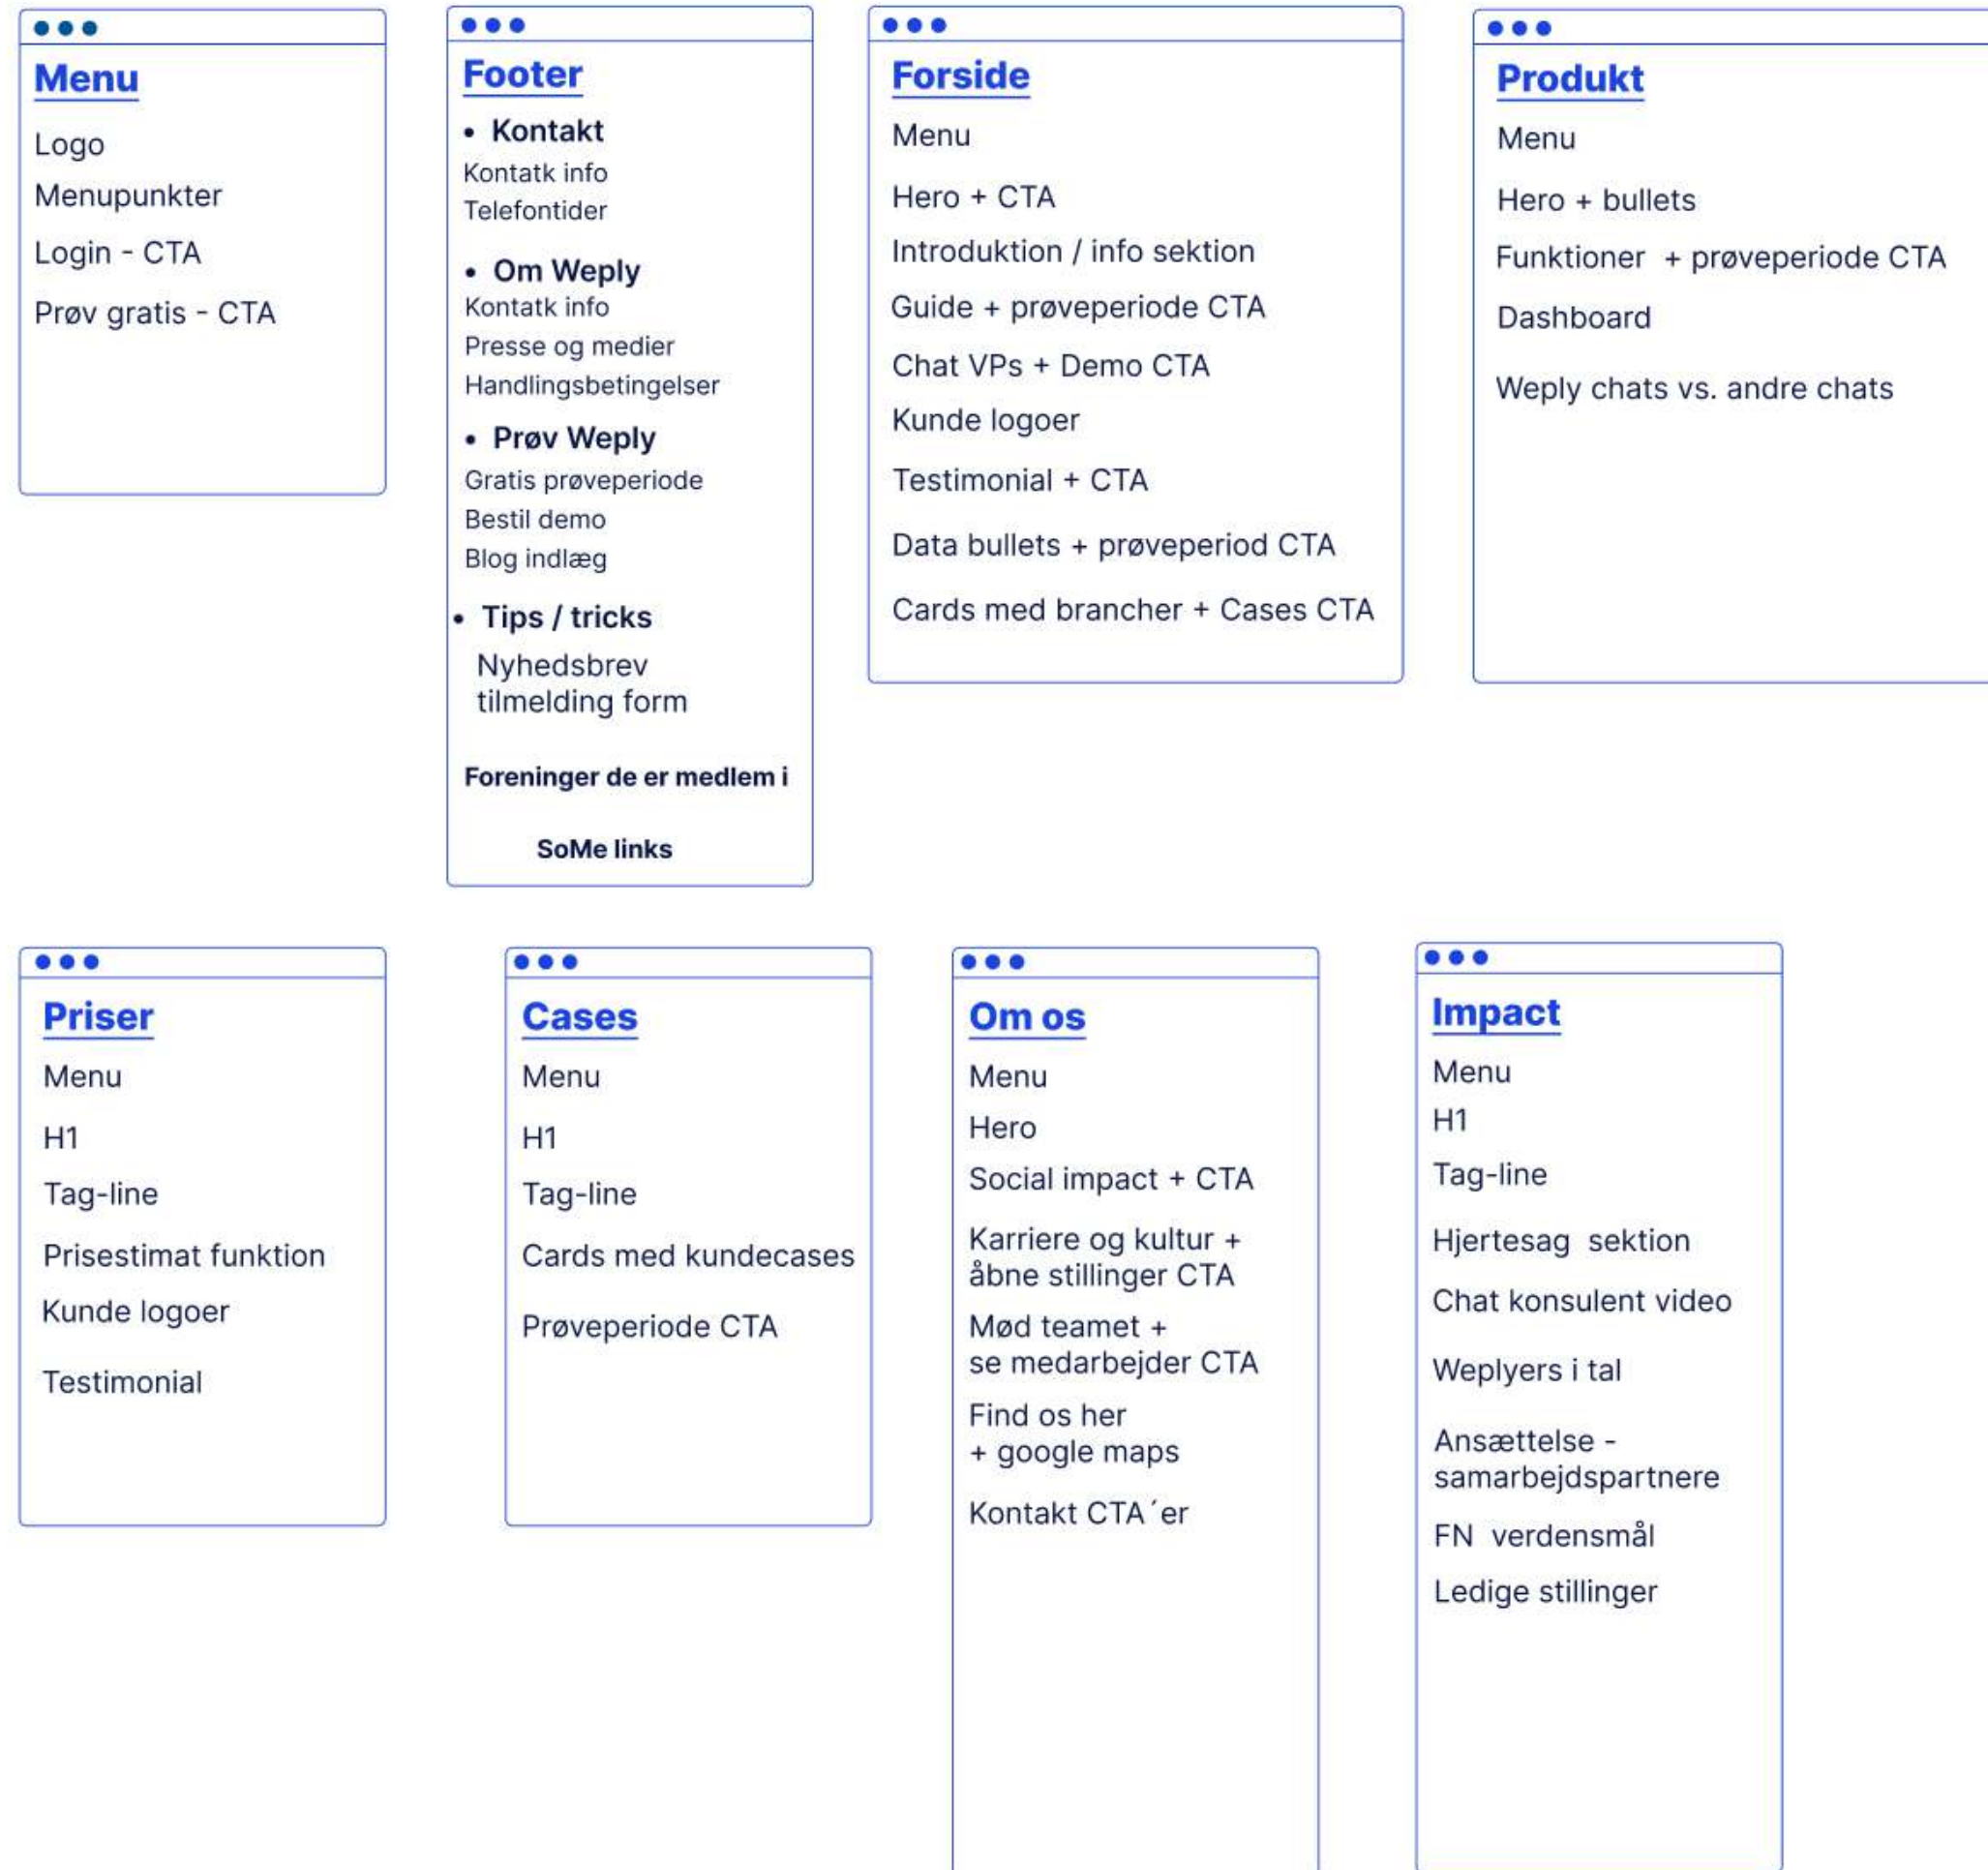 Menu
Logo
Menupunkter
Login - CTA
Prøv gratis - CTA
Footer
• Kontakt
Kontatk info
Telefontider
• Om Weply
Kontatk info
Presse og medier
Handlingsbetingelser
• Prøv Weply
Gratis prøveperiode
Bestil demo
Blog indlæg
• Tips / tricks
Nyhedsbrev
tilmelding form
Foreninger de er medlem i
SoMe links
Forside
Menu
Hero + CTA
Introduktion / info sektion
Guide + prøveperiode CTA
Chat VPs + Demo CTA
Kunde logoer
Testimonial + CTA
Data bullets + prøveperiod CTA
Cards med brancher + Cases CTA
Produkt
Menu
Hero + bullets
Funktioner + prøveperiode CTA
Dashboard
Weply chats vs. andre chats
Priser
Menu
H1
Tag-line
Prisestimat funktion
Kunde logoer
Testimonial
Cases
Menu
H1
Tag-line
Cards med kundecases
Prøveperiode CTA
Om os
Menu
Hero
Social impact + CTA
Karriere og kultur +
åbne stillinger CTA
Mød teamet +
se medarbejder CTA
Find os her
+ google maps
Kontakt CTA´er
Impact
Menu
H1
Tag-line
Hjertesag sektion
Chat konsulent video
Weplyers i tal
Ansættelse -
samarbejdspartnere
FN verdensmål
Ledige stillinger